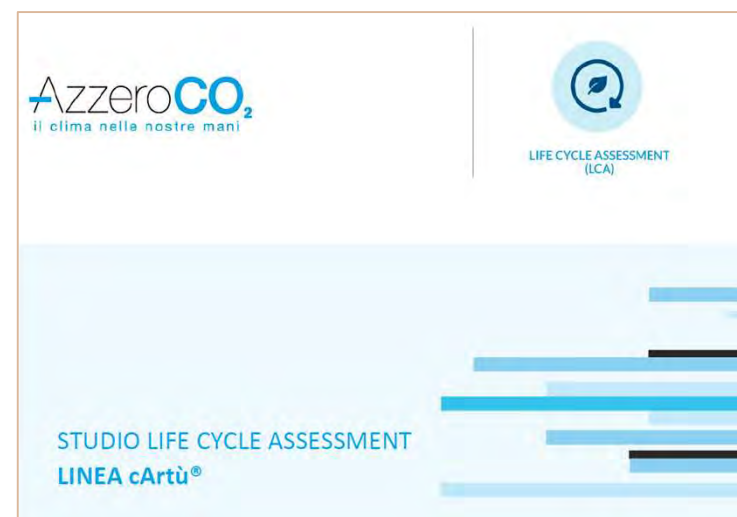 AzzeroCO₂
il clima nelle nostre mani
LIFE CYCLE ASSESSMENT
(LCA)
STUDIO LIFE CYCLE ASSESSMENT
LINEA cArtù®